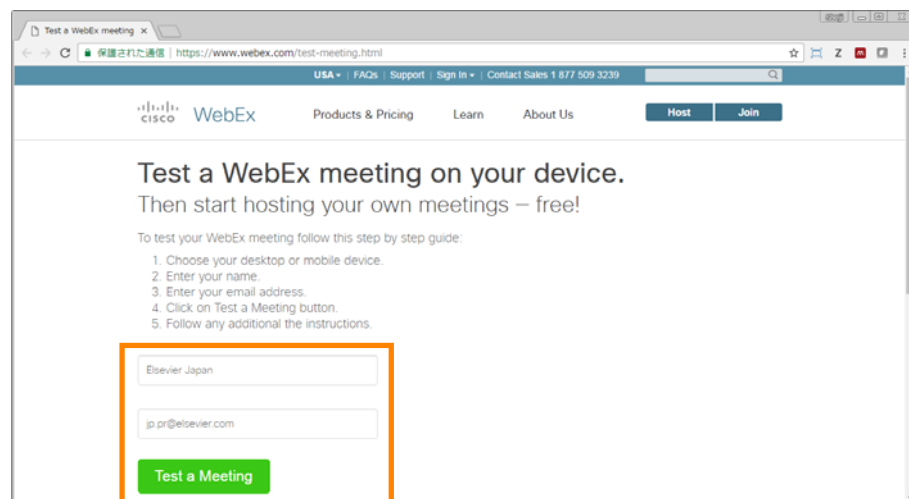 Test a WebEx meeting
保護された通信 | https://www.webex.com/test-meeting.html
USA | FAQs | Support | Sign In | Contact Sales 1 877 509 3239
CISCO WebEx Products & Pricing Learn About Us Host Join
Test a WebEx meeting on your device.
Then start hosting your own meetings – free!
To test your WebEx meeting follow this step by step guide:
1. Choose your desktop or mobile device.
2. Enter your name.
3. Enter your email address.
4. Click on Test a Meeting button.
5. Follow any additional the instructions.
Elsevier Japan
jp.pr@elsevier.com
Test a Meeting